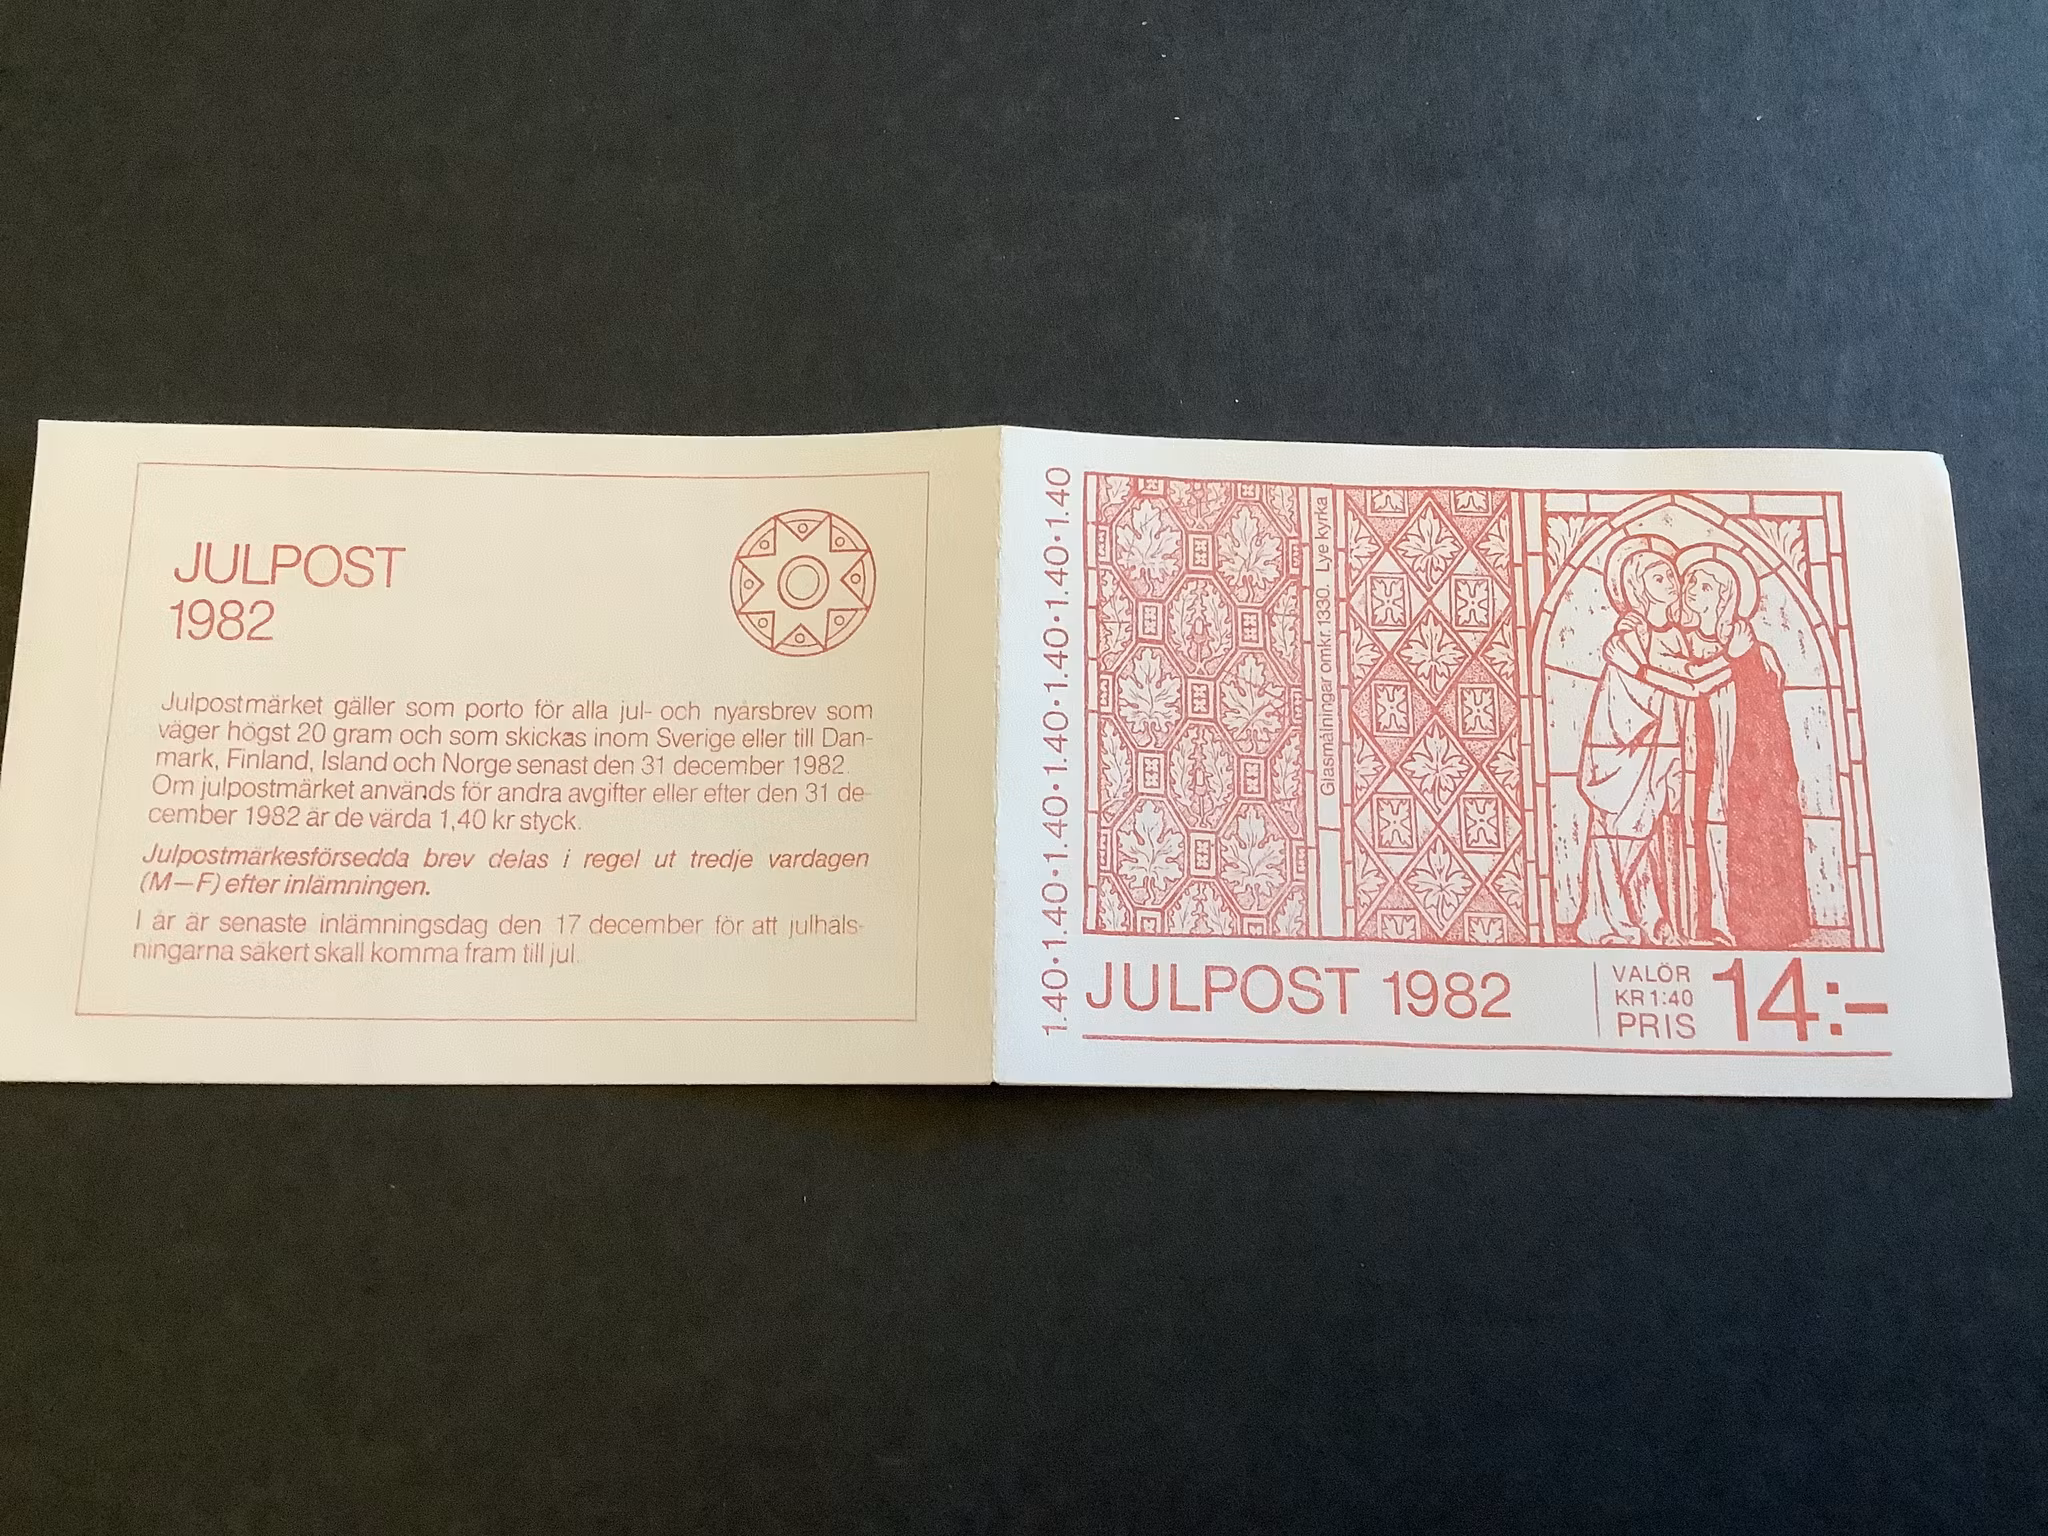 JULPOST
1982
Julpostmärket gäller som porto för alla jul- och nyårsbrev som
väger högst 20 gram och som skickas inom Sverige eller till Dan-
mark, Finland, Island och Norge senast den 31 december 1982.
Om julpostmärket används för andra avgifter eller efter den 31 de-
cember 1982 är de värda 1,40 kr styck.
Julpostmärkesförsedda brev delas i regel ut tredje vardagen
(M—F) efter inlämningen.
I år är senaste inlämningsdag den 17 december för att julhäls-
ningarna säkert skall komma fram till jul.
1.40•1.40•1.40•1.40•1.40•1.40•1.40
Glasmålningar omkr. 1330. Lye kyrka
JULPOST 1982
VALÖR
KR 1:40
PRIS
14:-